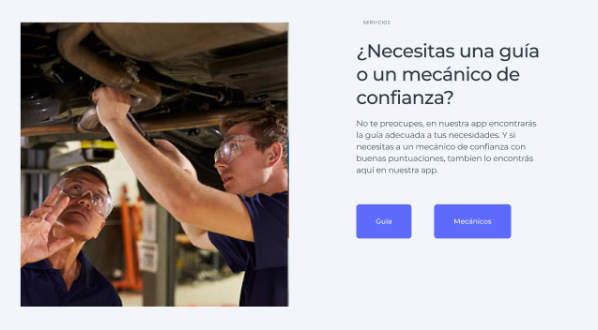 SERVICIOS
¿Necesitas una guía
o un mecánico de
confianza?
No te preocupes, en nuestra app encontrarás
la guía adecuada a tus necesidades. Y si
necesitas a un mecánico de confianza con
buenas puntuaciones, tambíen lo encontrás
aquí en nuestra app.
Guía
Mecánicos